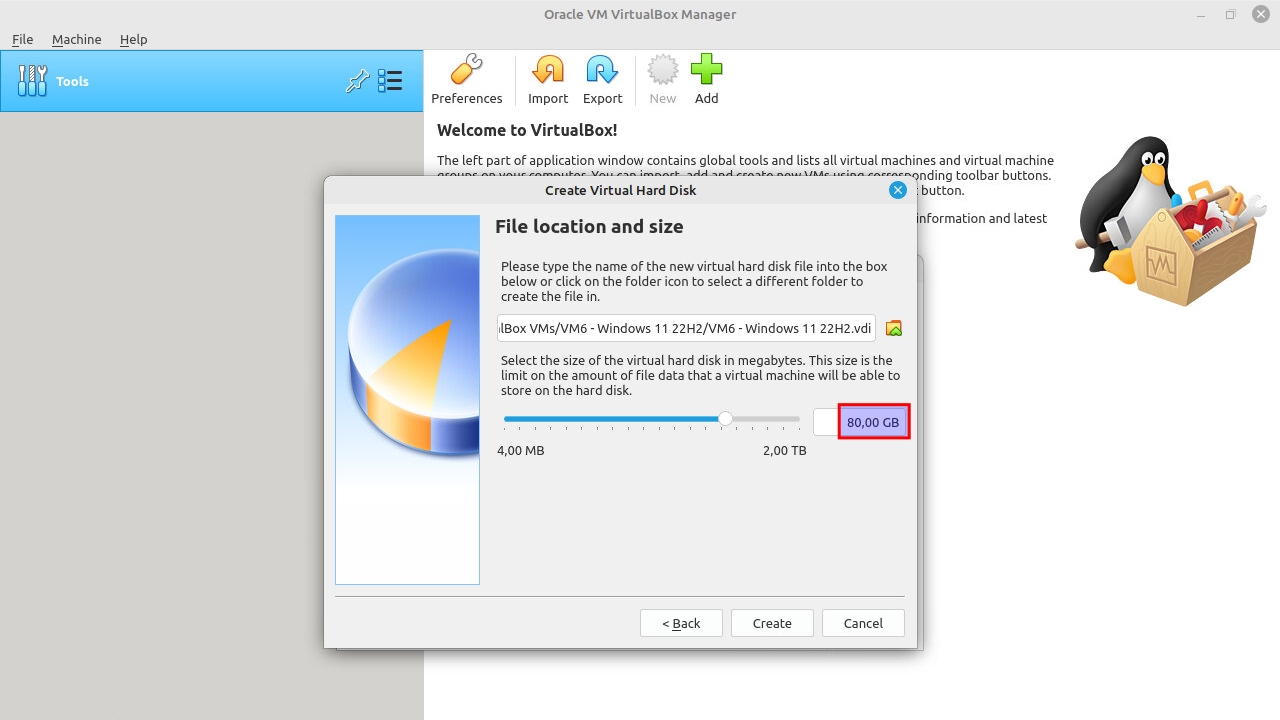 Oracle VM VirtualBox Manager
File Machine Help
Tools
Preferences Import Export New Add
Welcome to VirtualBox!
The left part of application window contains global tools and lists all virtual machines and virtual machine
groups on your computer. You can import, add and create new VMs using corresponding toolbar buttons.
button.
information and latest
Create Virtual Hard Disk
File location and size
Please type the name of the new virtual hard disk file into the box
below or click on the folder icon to select a different folder to
create the file in.
lBox VMs/VM6 - Windows 11 22H2/VM6 - Windows 11 22H2.vdi
Select the size of the virtual hard disk in megabytes. This size is the
limit on the amount of file data that a virtual machine will be able to
store on the hard disk.
80,00 GB
4,00 MB 2,00 TB
< Back Create Cancel